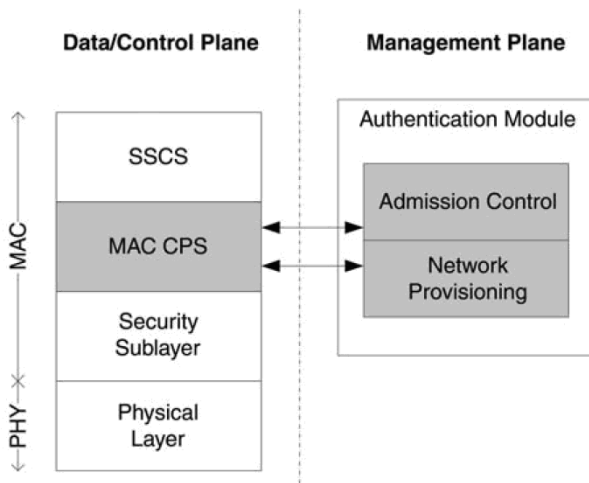 Data/Control Plane
Management Plane
MAC
PHY
SSCS
MAC CPS
Security
Sublayer
Physical
Layer
Authentication Module
Admission Control
Network
Provisioning